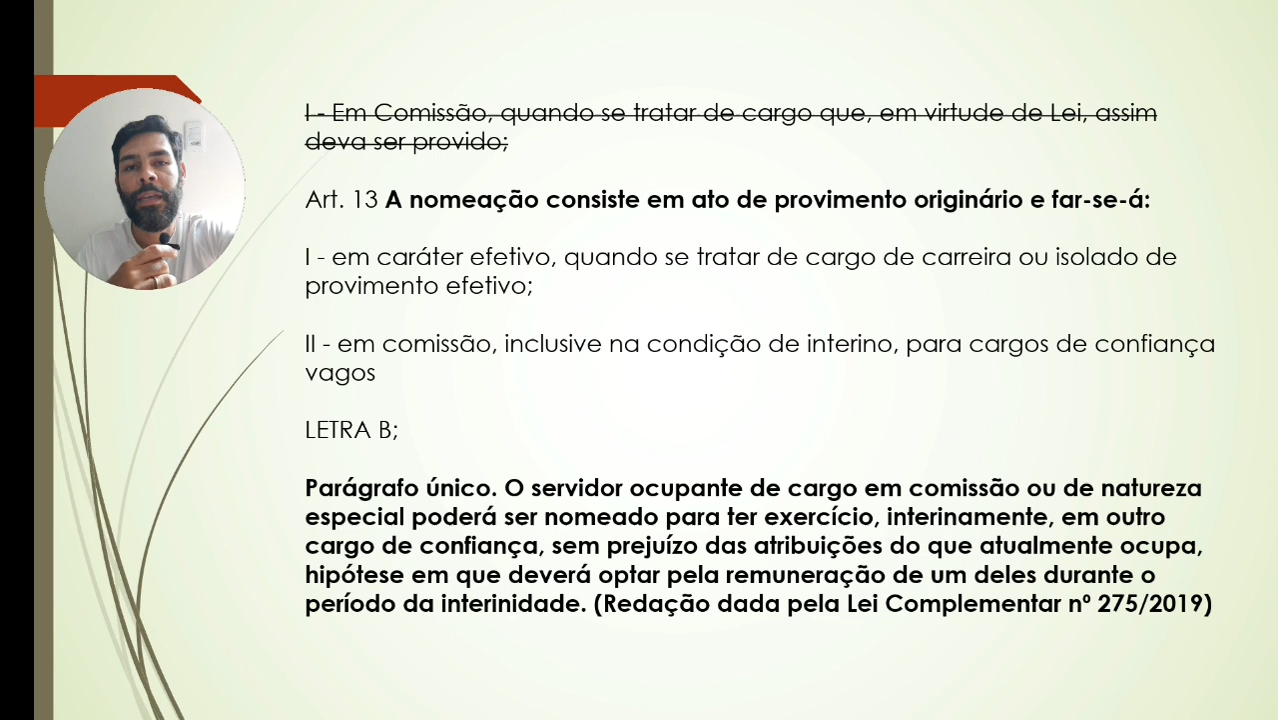 I - Em Comissão, quando se tratar de cargo que, em virtude de Lei, assim
deva ser provido;
Art. 13 A nomeação consiste em ato de provimento originário e far-se-á:
I - em caráter efetivo, quando se tratar de cargo de carreira ou isolado de
provimento efetivo;
II - em comissão, inclusive na condição de interino, para cargos de confiança
vagos
LETRA B;
Parágrafo único. O servidor ocupante de cargo em comissão ou de natureza
especial poderá ser nomeado para ter exercício, interinamente, em outro
cargo de confiança, sem prejuízo das atribuições do que atualmente ocupa,
hipótese em que deverá optar pela remuneração de um deles durante o
período da interinidade. (Redação dada pela Lei Complementar nº 275/2019)